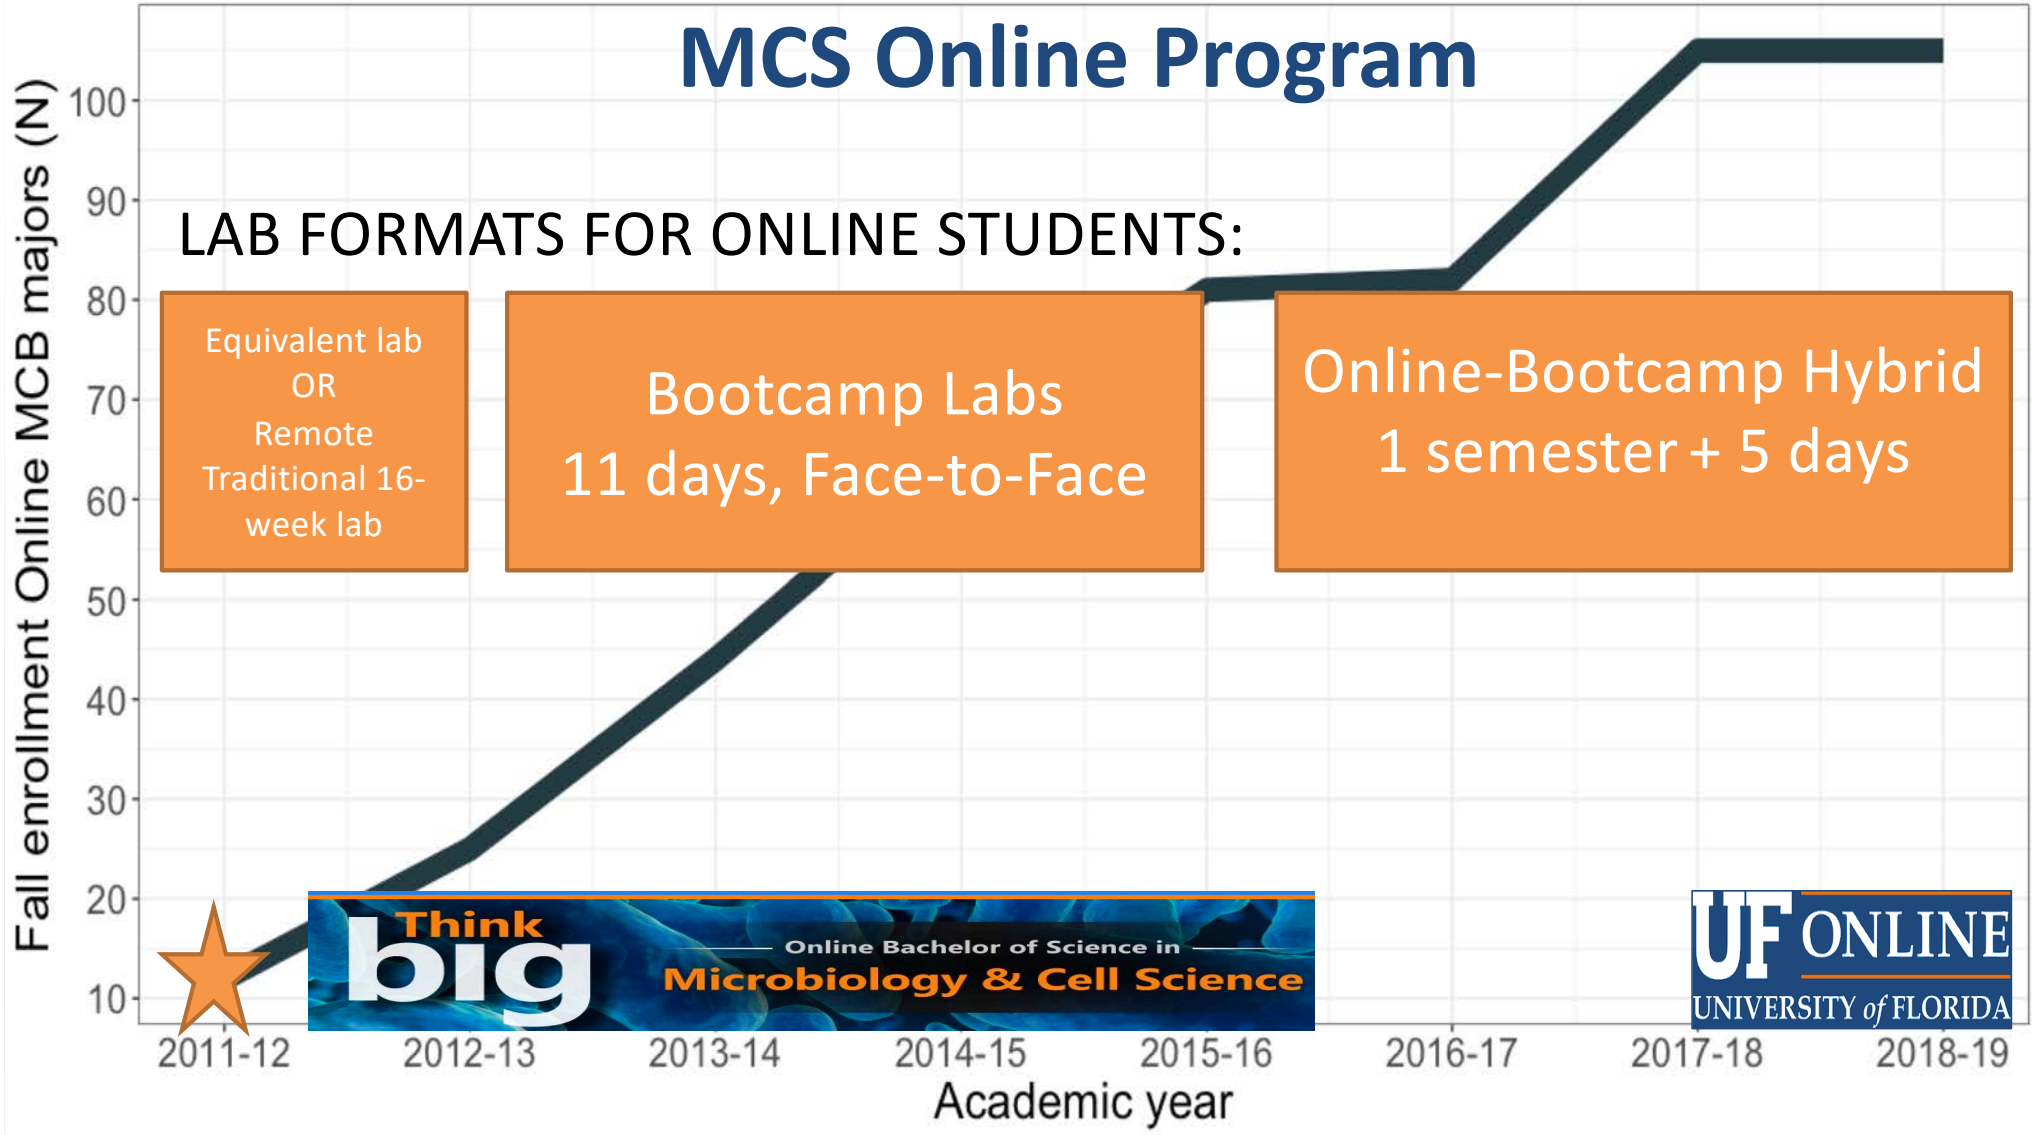 MCS Online Program
Fall enrollment Online MCB majors (N)
100
90
80
70
60
50
40
30
20
10
LAB FORMATS FOR ONLINE STUDENTS:
Equivalent lab
OR
Remote
Traditional 16-
week lab
Bootcamp Labs
11 days, Face-to-Face
Online-Bootcamp Hybrid
1 semester + 5 days
Think
big
Online Bachelor of Science in
Microbiology & Cell Science
UF ONLINE
UNIVERSITY of FLORIDA
2011-12
2012-13
2013-14
2014-15
2015-16
2016-17
2017-18
2018-19
Academic year